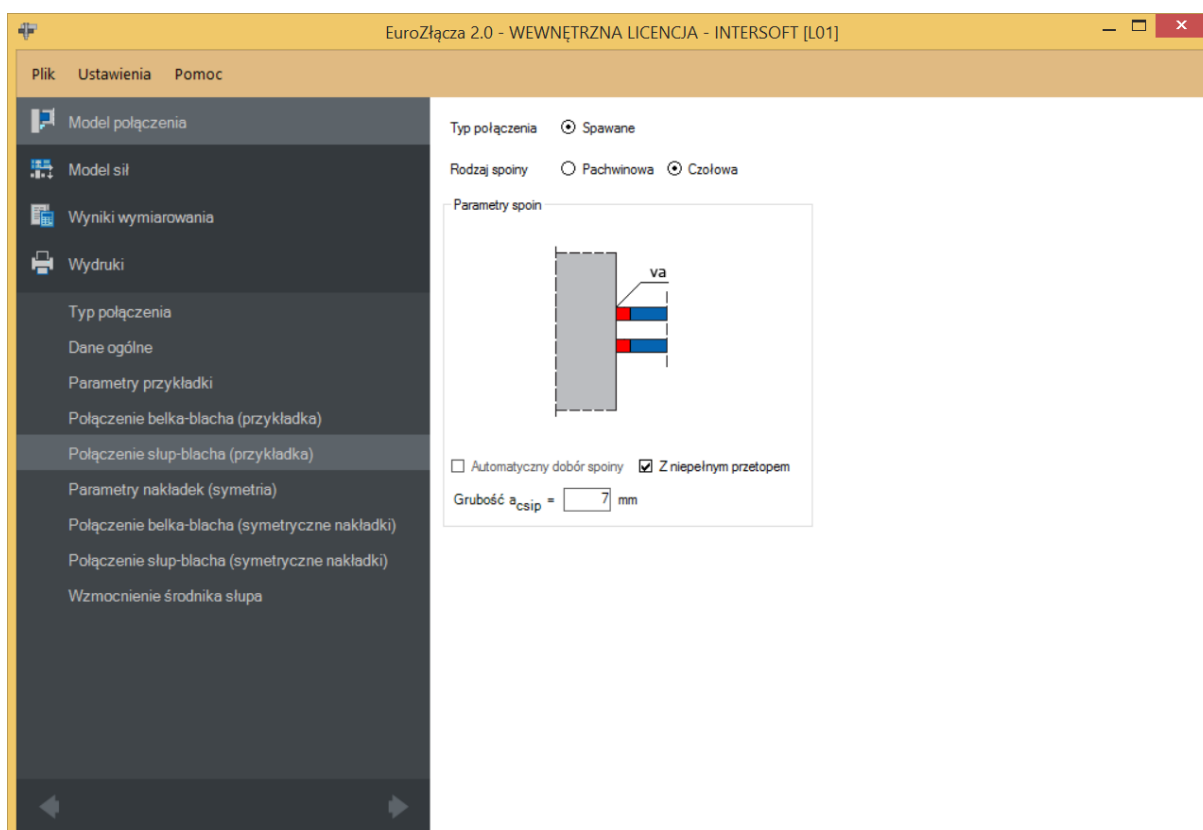 EuroZłącza 2.0 - WEWNĘTRZNA LICENCJA - INTERSOFT [L01]
Plik Ustawienia Pomoc
Model połączenia
Model sił
Wyniki wymiarowania
Wydruki
Typ połączenia
Dane ogólne
Parametry przykładki
Połączenie belka-blacha (przykładka)
Połączenie słup-blacha (przykładka)
Parametry nakładek (symetria)
Połączenie belka-blacha (symetryczne nakładki)
Połączenie słup-blacha (symetryczne nakładki)
Wzmocnienie środnika słupa
Typ połączenia Spawane
Rodzaj spoiny Pachwinowa Czołowa
Parametry spoin
va
Automatyczny dobór spoiny Z niepełnym przetopem
Grubość acsip = 7 mm